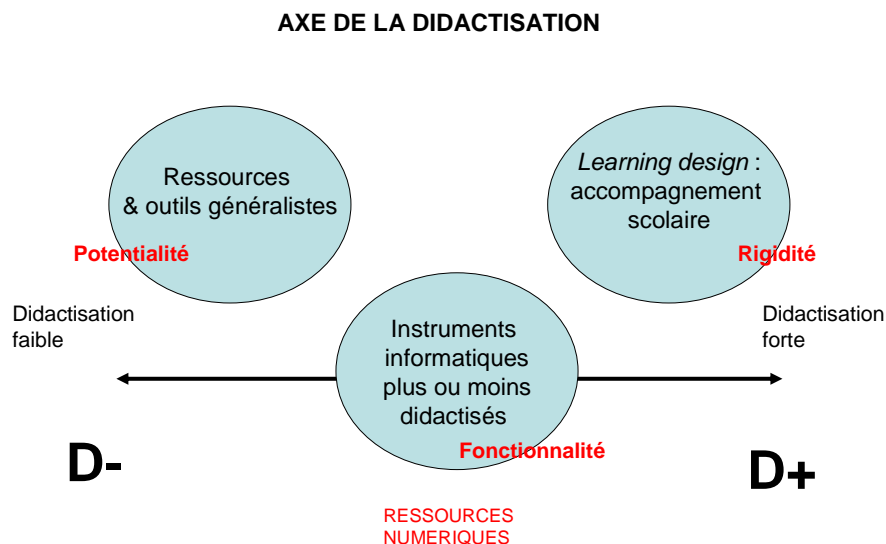 AXE DE LA DIDACTISATION
Ressources
& outils généralistes
Potentialité
Learning design :
accompagnement
scolaire
Rigidité
Didactisation
faible
Instruments
informatiques
plus ou moins
didactisés
Fonctionnalité
Didactisation
forte
D-
D+
RESSOURCES
NUMERIQUES